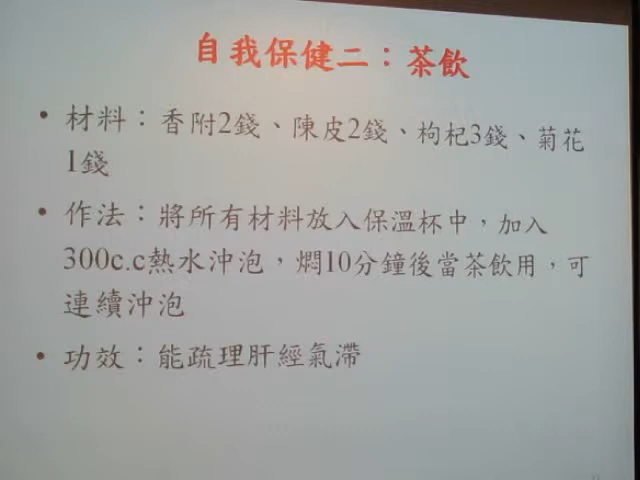 自我保健二：茶飲
• 材料：香附2錢、陳皮2錢、枸杞3錢、菊花
1錢
• 作法：將所有材料放入保溫杯中，加入
300c.c熱水沖泡，燜10分鐘後當茶飲用，可
連續沖泡
• 功效：能疏理肝經氣滯